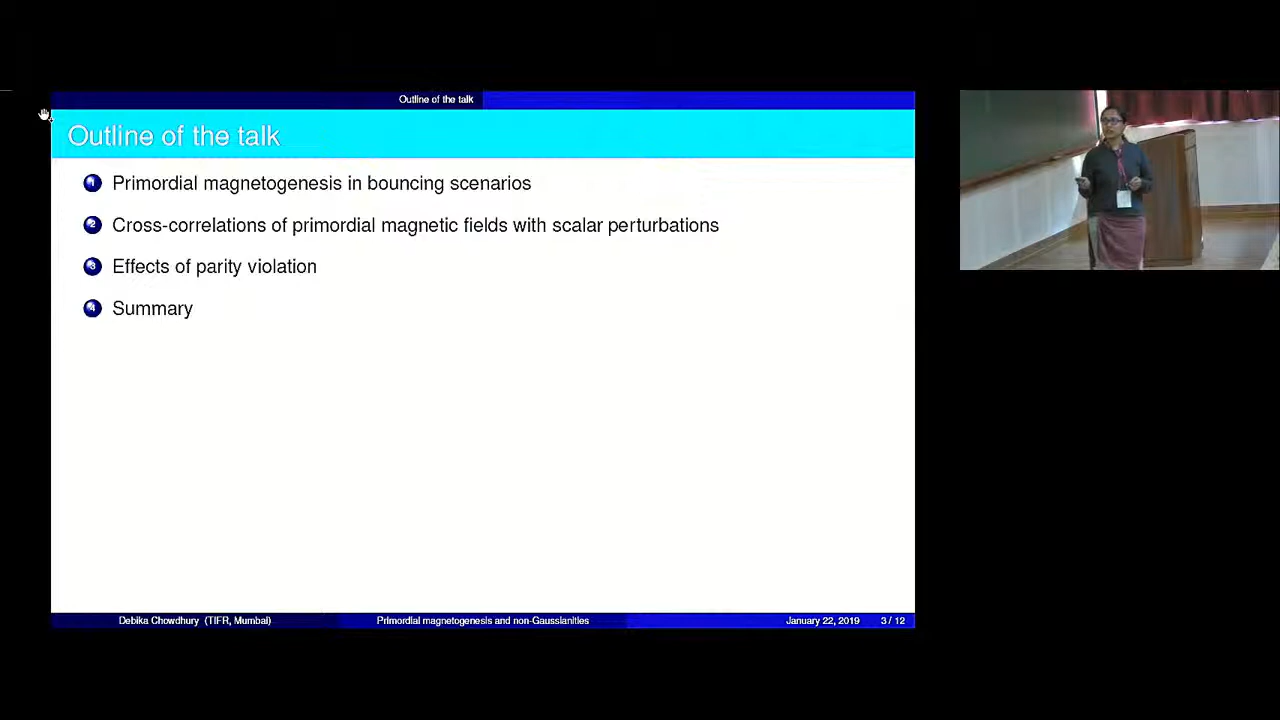 Outline of the talk
Outline of the talk
1 Primordial magnetogenesis in bouncing scenarios
2 Cross-correlations of primordial magnetic fields with scalar perturbations
3 Effects of parity violation
4 Summary
Debika Chowdhury (TIFR, Mumbai) Primordial magnetogenesis and non-Gaussianities January 22, 2019 3 / 12